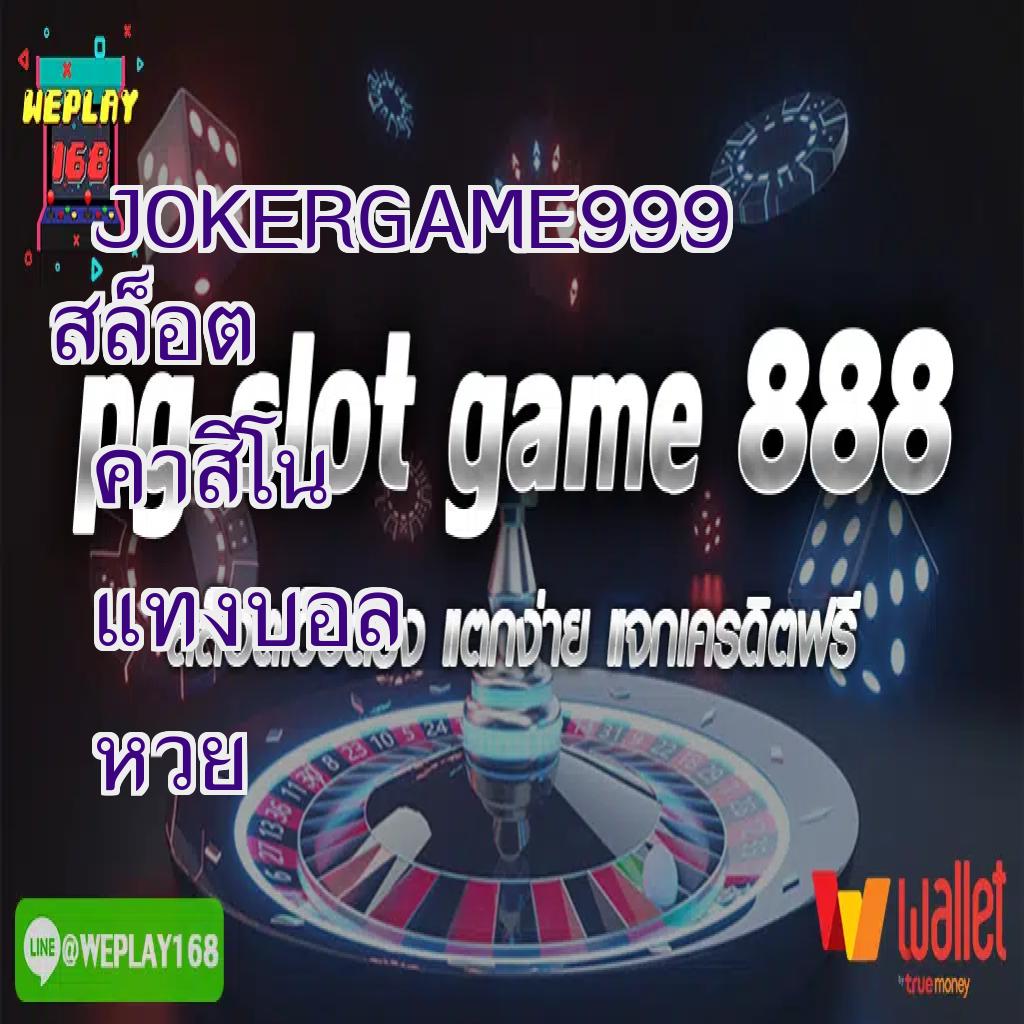 WEPLAY
168
JOKERGAME999
สล็อต
pg slot game 888
คาสิโน
แทงบอล
แตกง่าย แจกเครดิตฟรี
หวย
LINE @WEPLAY168
wallet
by truemoney